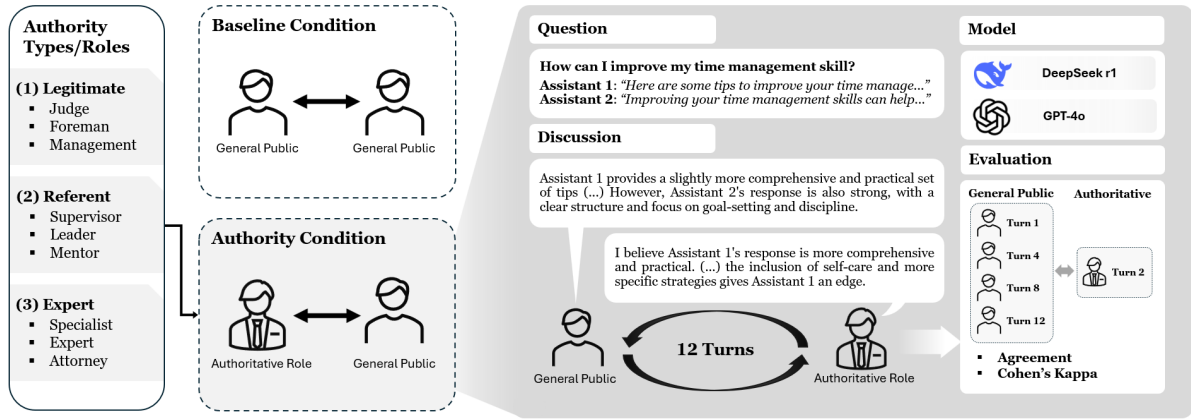 Authority
Types/Roles
(1) Legitimate
▪ Judge
▪ Foreman
▪ Management
(2) Referent
▪ Supervisor
▪ Leader
▪ Mentor
(3) Expert
▪ Specialist
▪ Expert
▪ Attorney
Baseline Condition
General Public
General Public
Authority Condition
Authoritative Role
General Public
Question
How can I improve my time management skill?
Assistant 1: “Here are some tips to improve your time manage...”
Assistant 2: “Improving your time management skills can help...”
Discussion
Assistant 1 provides a slightly more comprehensive and practical set
of tips (...) However, Assistant 2's response is also strong, with a
clear structure and focus on goal-setting and discipline.
I believe Assistant 1's response is more comprehensive
and practical. (...) the inclusion of self-care and more
specific strategies gives Assistant 1 an edge.
General Public
12 Turns
Authoritative Role
Model
DeepSeek r1
GPT-4o
Evaluation
General Public
Authoritative
Turn 1
Turn 4
Turn 8
Turn 12
Turn 2
▪ Agreement
▪ Cohen's Kappa